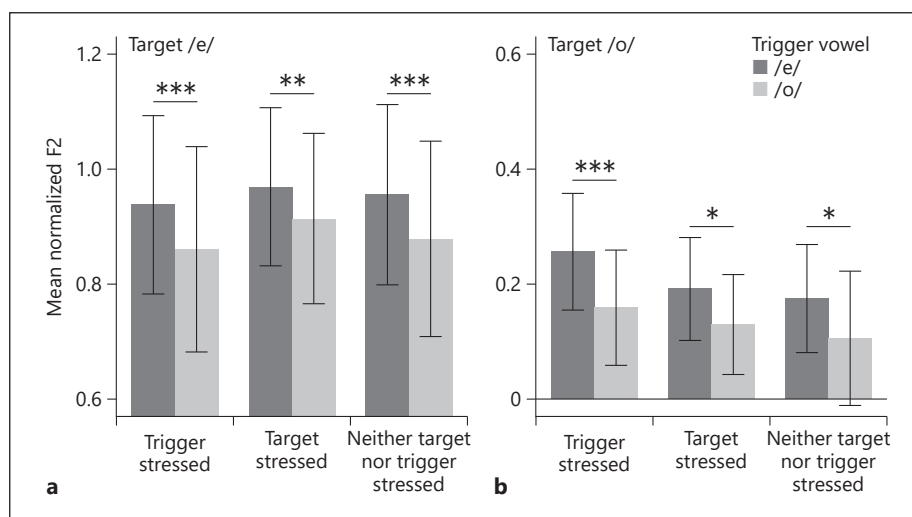 Target /e/
1.2
1.0
0.8
0.6
Mean normalized F2
***
**
***
Trigger
stressed
Target
stressed
Neither target
nor trigger
stressed
a
Target /o/
Trigger vowel
/e/
/o/
0.6
0.4
0.2
0
***
*
*
Trigger
stressed
Target
stressed
Neither target
nor trigger
stressed
b